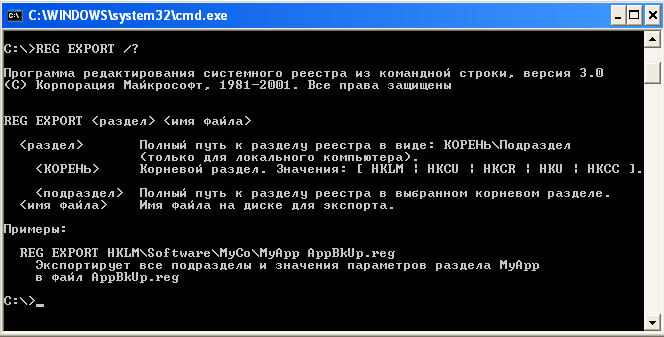 C:\WINDOWS\system32\cmd.exe
C:\>REG EXPORT /?
Программа редактирования системного реестра из командной строки, версия 3.0
(C) Корпорация Майкрософт, 1981-2001. Все права защищены
REG EXPORT <раздел> <имя файла>
<раздел> Полный путь к разделу реестра в виде: КОРЕНЬ\Подраздел
(только для локального компьютера).
<КОРЕНЬ> Корневой раздел. Значения: [ HKLM ¦ HKCU ¦ HKCR ¦ HKU ¦ HKCC ].
<подраздел> Полный путь к разделу реестра в выбранном корневом разделе.
<имя файла> Имя файла на диске для экспорта.
Примеры:
REG EXPORT HKLM\Software\MyCo\MyApp AppBkUp.reg
Экспортирует все подразделы и значения параметров раздела MyApp
в файл AppBkUp.reg
C:\>_